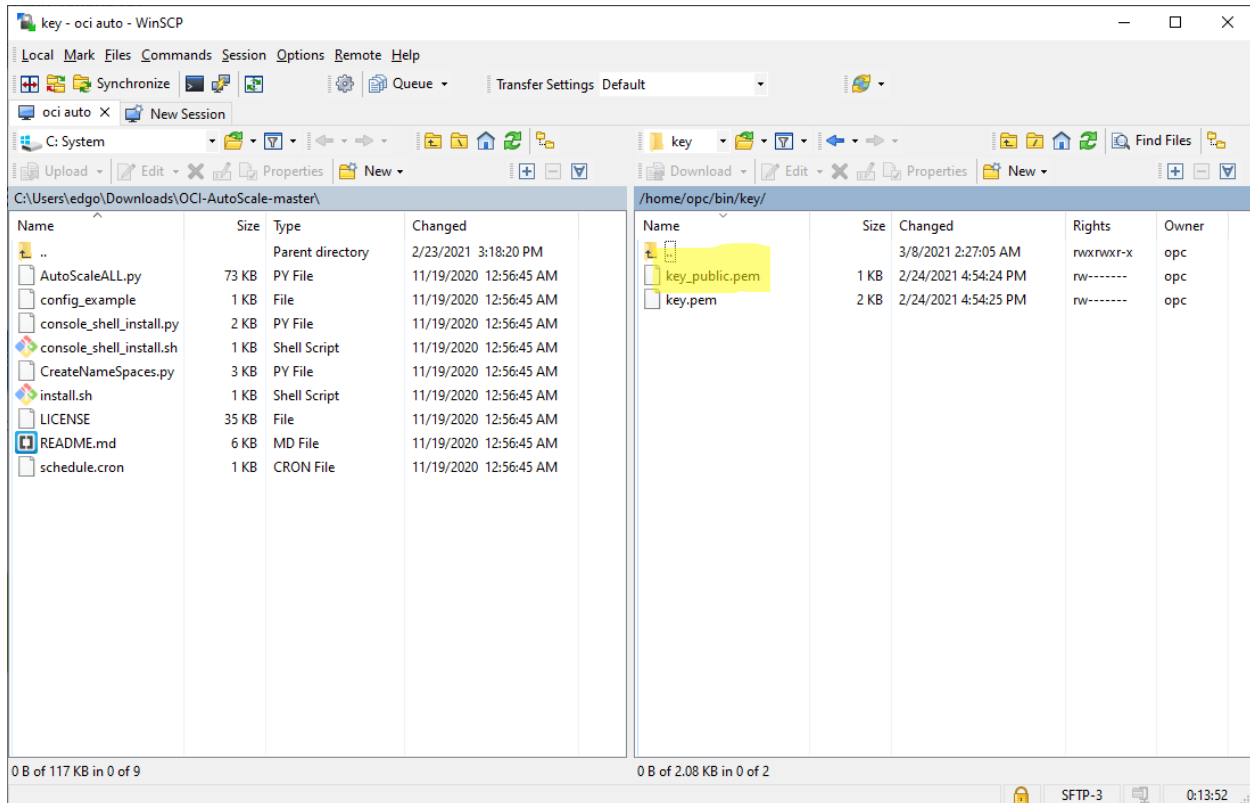 key - oci auto - WinSCP
Local Mark Files Commands Session Options Remote Help
Synchronize Queue Transfer Settings Default
oci auto New Session
C: System key Find Files
Upload Edit Properties New Download Edit Properties New
C:\Users\edgo\Downloads\OCI-AutoScale-master\ /home/opc/bin/key/
Name Size Type Changed Name Size Changed Rights Owner
.. Parent directory 2/23/2021 3:18:20 PM .. 3/8/2021 2:27:05 AM rwxrwxr-x opc
AutoScaleALL.py 73 KB PY File 11/19/2020 12:56:45 AM key_public.pem 1 KB 2/24/2021 4:54:24 PM rw------- opc
config_example 1 KB File 11/19/2020 12:56:45 AM key.pem 2 KB 2/24/2021 4:54:25 PM rw------- opc
console_shell_install.py 2 KB PY File 11/19/2020 12:56:45 AM
console_shell_install.sh 1 KB Shell Script 11/19/2020 12:56:45 AM
CreateNameSpaces.py 3 KB PY File 11/19/2020 12:56:45 AM
install.sh 1 KB Shell Script 11/19/2020 12:56:45 AM
LICENSE 35 KB File 11/19/2020 12:56:45 AM
README.md 6 KB MD File 11/19/2020 12:56:45 AM
schedule.cron 1 KB CRON File 11/19/2020 12:56:45 AM
0 B of 117 KB in 0 of 9 0 B of 2.08 KB in 0 of 2
SFTP-3 0:13:52